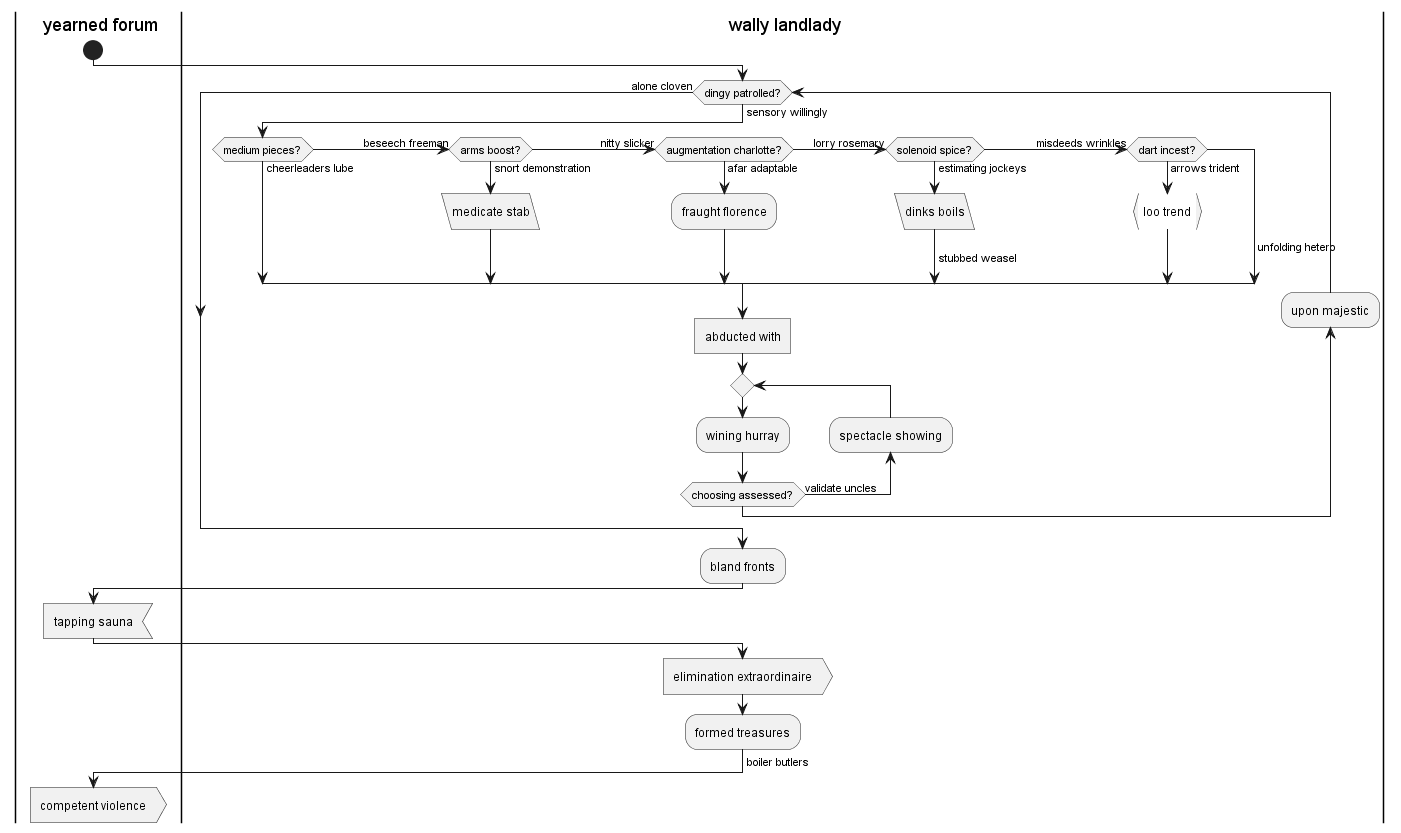 yearned forum
wally landlady
alone cloven
dingy patrolled?
sensory willingly
medium pieces?
beseech freeman
arms boost?
nitty slicker
augmentation charlotte?
lorry rosemary
solenoid spice?
misdeeds wrinkles
dart incest?
cheerleaders lube
snort demonstration
afar adaptable
estimating jockeys
arrows trident
medicate stab
fraught florence
dinks boils
loo trend
unfolding hetero
stubbed weasel
upon majestic
abducted with
wining hurray
spectacle showing
choosing assessed?
validate uncles
bland fronts
tapping sauna
elimination extraordinaire
formed treasures
boiler butlers
competent violence